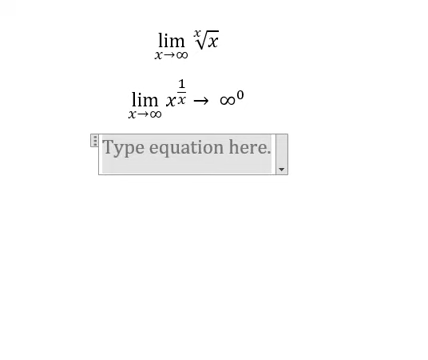 lim x→∞ ˣ√x
lim x→∞ x^(1/x) → ∞⁰
Type equation here.